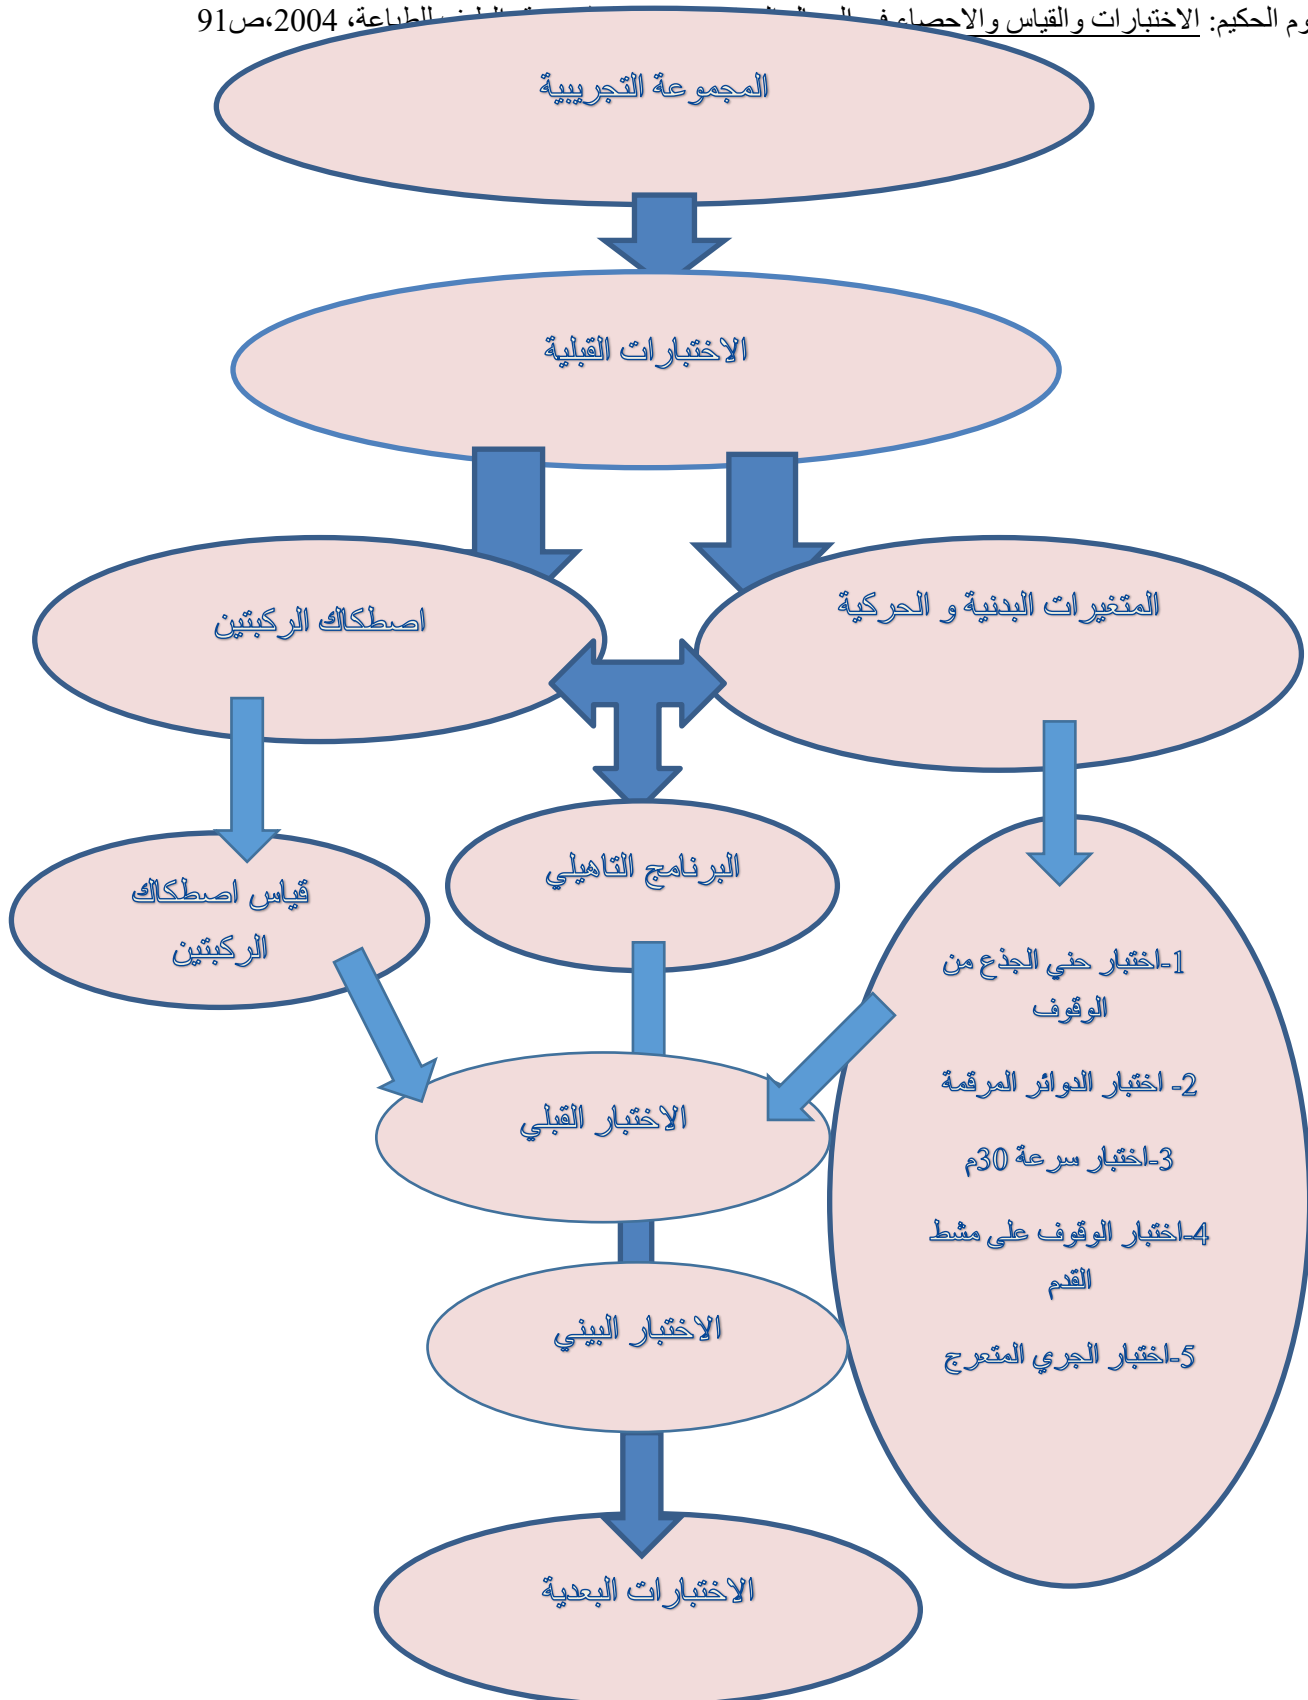 وم الحكيم: الاختبارات والقياس والاحصاء في للطباعة، 2004،ص91
المجموعة التجريبية
الاختبارات القبلية
المتغيرات البدنية و الحركية
اصطكاك الركبتين
قياس اصطكاك
الركبتين
البرنامج التاهيلي
1-اختبار حني الجذع من
الوقوف
2- اختبار الدوائر المرقمة
3-اختبار سرعة 30م
4-اختبار الوقوف على مشط
القدم
5-اختبار الجري المتعرج
الاختبار القبلي
الاختبار البيني
الاختبارات البعدية